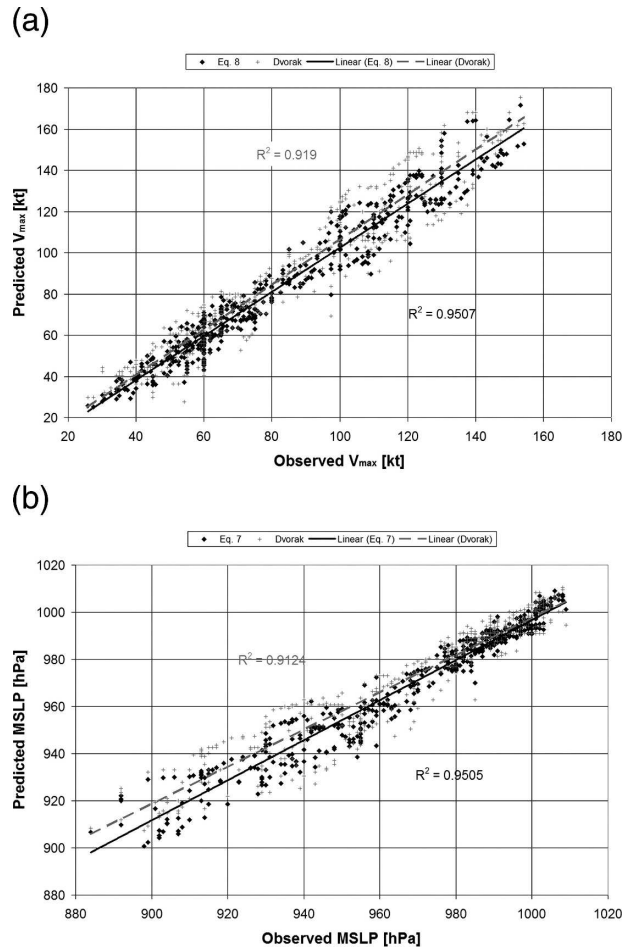 (a)
Eq. 8 Dvorak Linear (Eq. 8) Linear (Dvorak)
180
160
140
120
100
80
60
40
20
R² = 0.919
R² = 0.9507
20 40 60 80 100 120 140 160 180
Predicted Vmax [kt]
Observed Vmax [kt]
(b)
Eq. 7 Dvorak Linear (Eq. 7) Linear (Dvorak)
1020
1000
980
960
940
920
900
880
R² = 0.9124
R² = 0.9505
880 900 920 940 960 980 1000 1020
Predicted MSLP [hPa]
Observed MSLP [hPa]